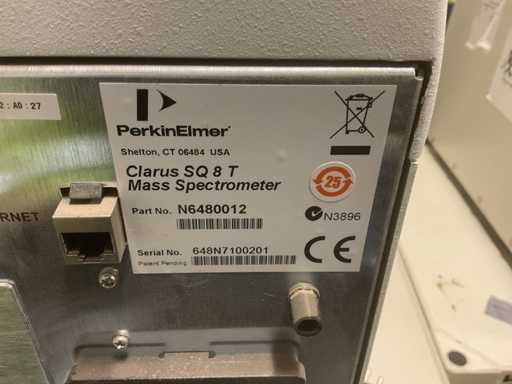 2 : A0 : 27
PerkinElmer
Shelton, CT 06484 USA
Clarus SQ 8 T
Mass Spectrometer
Part No. N6480012
25
N3896
Serial No. 648N7100201
Patent Pending
RNET
CE